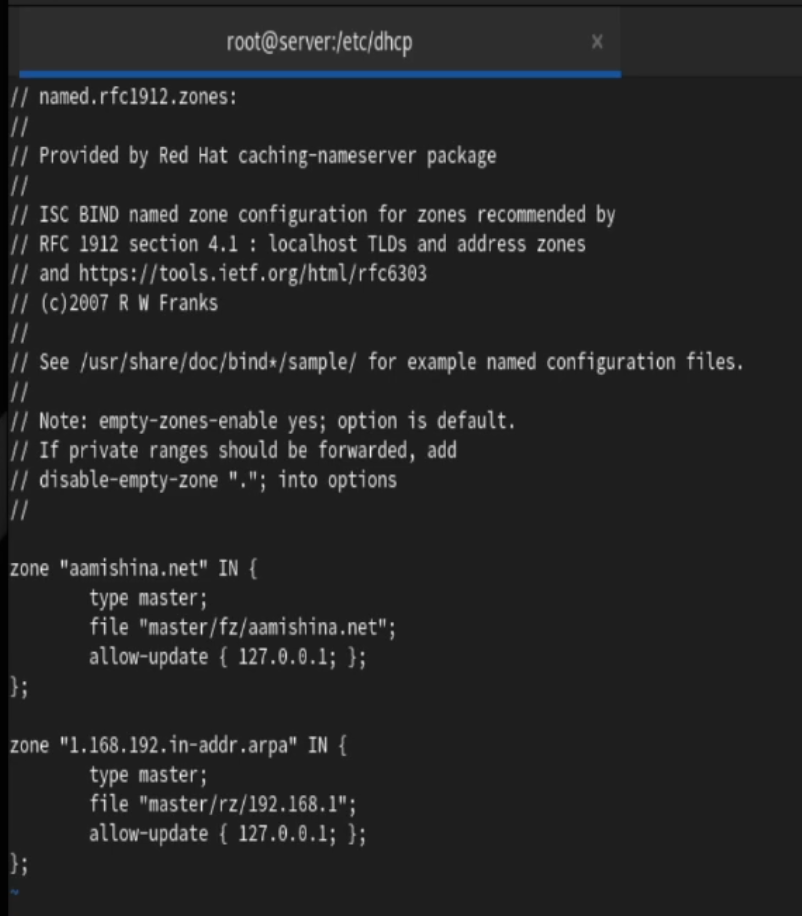 root@server:/etc/dhcp ×
// named.rfc1912.zones:
//
// Provided by Red Hat caching-nameserver package
//
// ISC BIND named zone configuration for zones recommended by
// RFC 1912 section 4.1 : localhost TLDs and address zones
// and https://tools.ietf.org/html/rfc6303
// (c)2007 R W Franks
//
// See /usr/share/doc/bind*/sample/ for example named configuration files.
//
// Note: empty-zones-enable yes; option is default.
// If private ranges should be forwarded, add
// disable-empty-zone "."; into options
//
zone "aamishina.net" IN {
        type master;
        file "master/fz/aamishina.net";
        allow-update { 127.0.0.1; };
};
zone "1.168.192.in-addr.arpa" IN {
        type master;
        file "master/rz/192.168.1";
        allow-update { 127.0.0.1; };
};
~